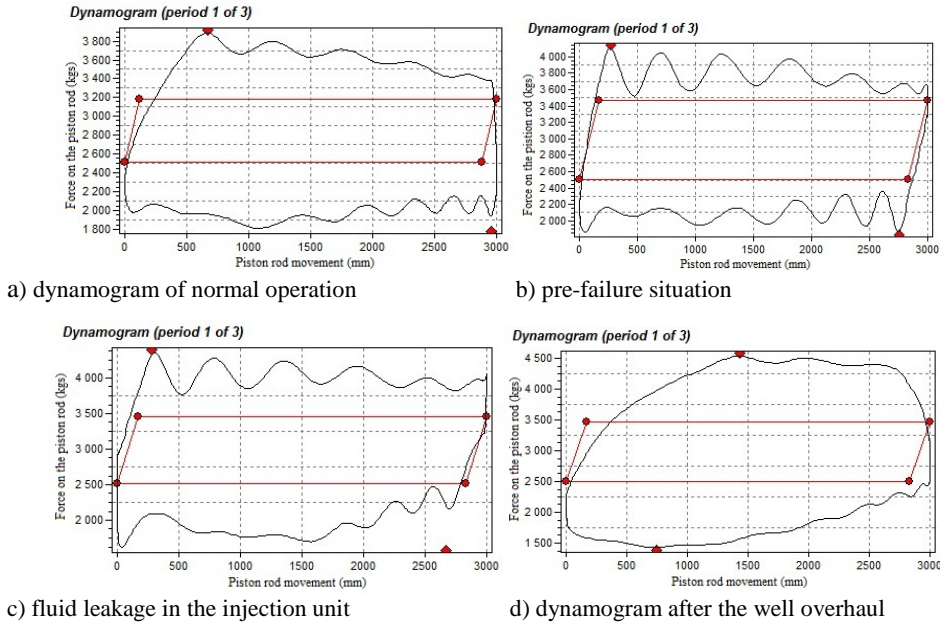 Dynamogram (period 1 of 3)
Force on the piston rod (kgs)
3 800
3 600
3 400
3 200
3 000
2 800
2 600
2 400
2 200
2 000
1 800
0 500 1000 1500 2000 2500 3000
Piston rod movement (mm)
a) dynamogram of normal operation
Dynamogram (period 1 of 3)
Force on the piston rod (kgs)
4 000
3 800
3 600
3 400
3 200
3 000
2 800
2 600
2 400
2 200
2 000
0 500 1000 1500 2000 2500 3000
Piston rod movement (mm)
b) pre-failure situation
Dynamogram (period 1 of 3)
Force on the piston rod (kgs)
4 000
3 500
3 000
2 500
2 000
0 500 1000 1500 2000 2500 3000
Piston rod movement (mm)
c) fluid leakage in the injection unit
Dynamogram (period 1 of 3)
Force on the piston rod (kgs)
4 500
4 000
3 500
3 000
2 500
2 000
1 500
0 500 1000 1500 2000 2500 3000
Piston rod movement (mm)
d) dynamogram after the well overhaul